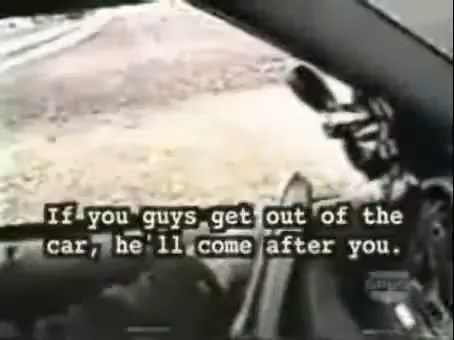 If you guys get out of the
car, he'll come after you.